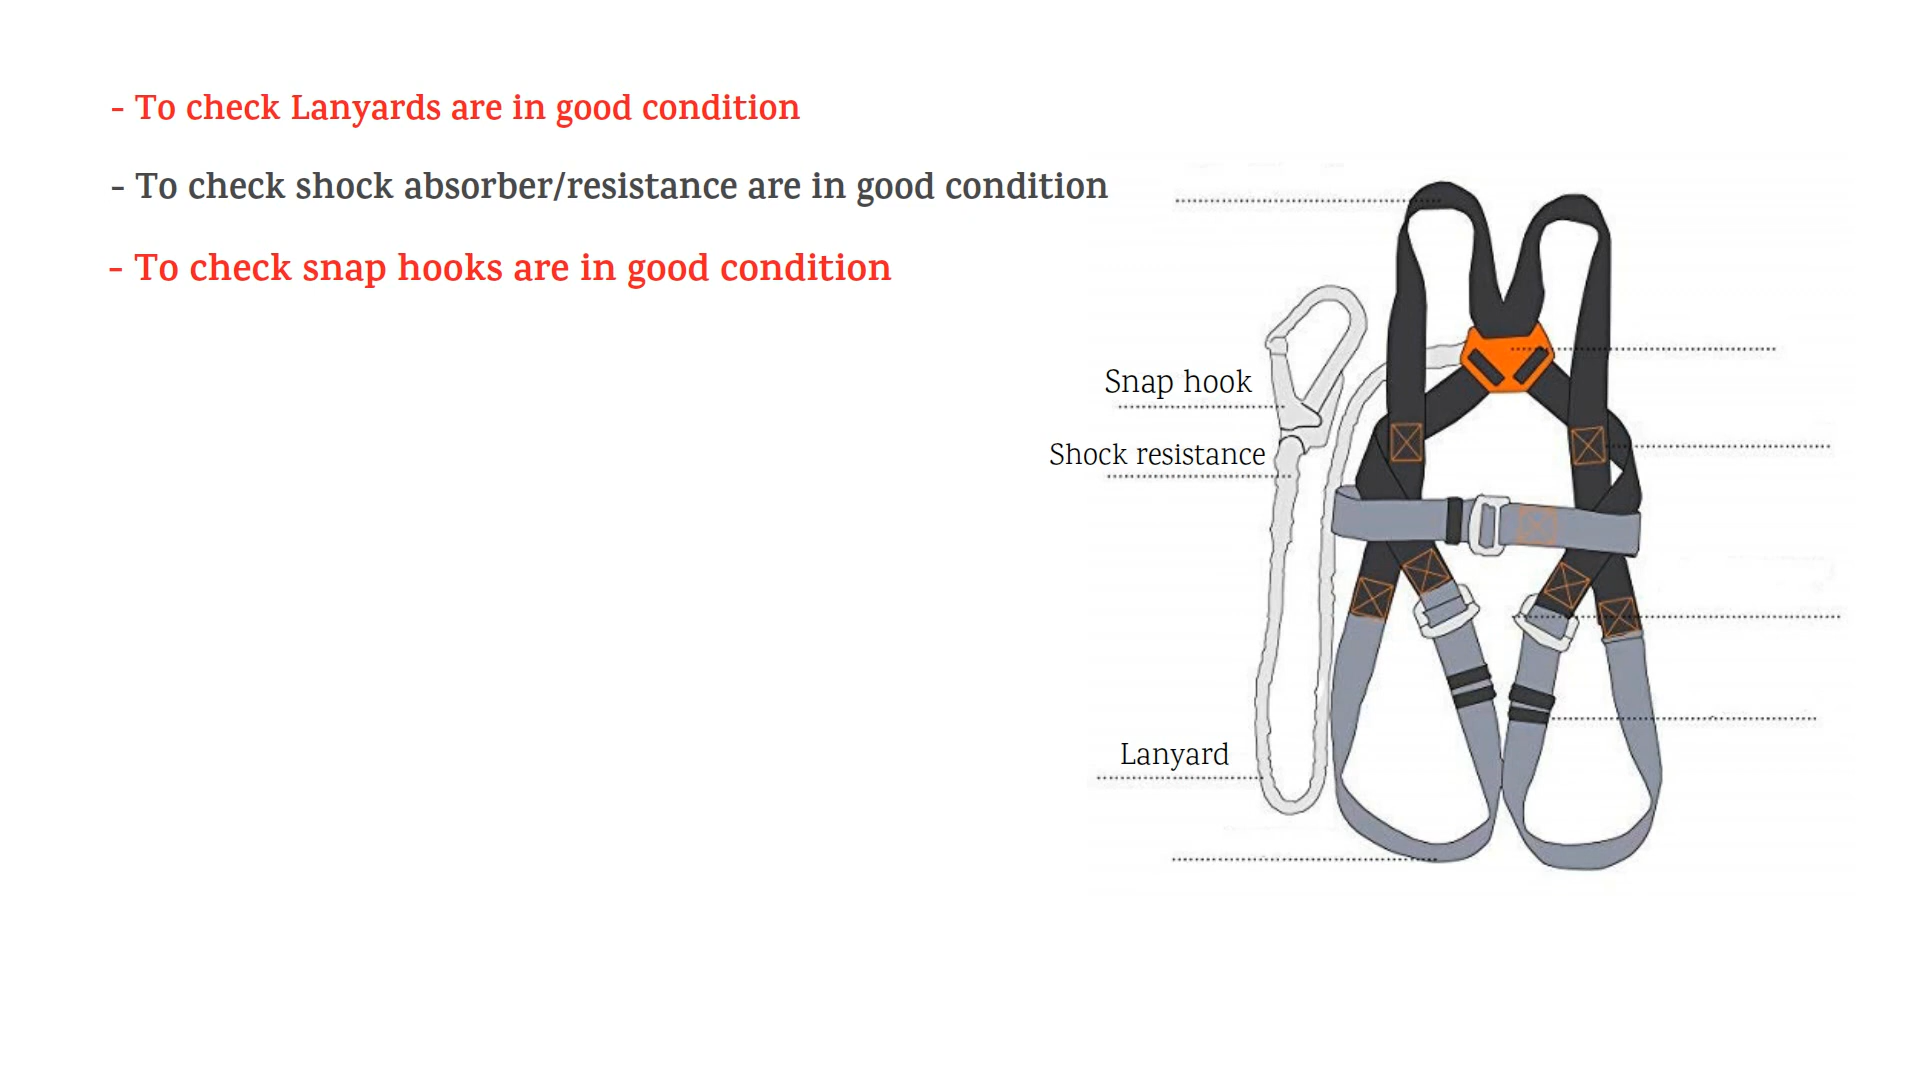 - To check Lanyards are in good condition
- To check shock absorber/resistance are in good condition
- To check snap hooks are in good condition
Snap hook
Shock resistance
Lanyard